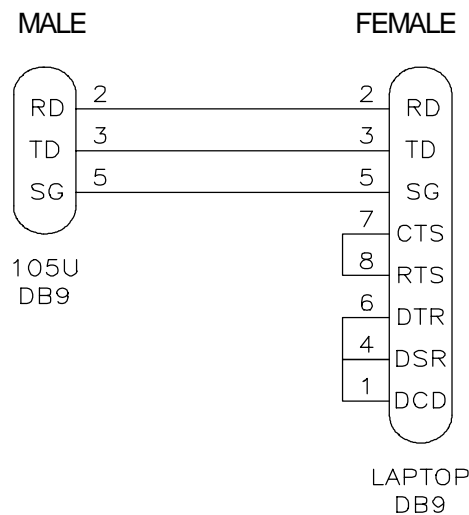 MALE FEMALE
RD 2 2 RD
TD 3 3 TD
SG 5 5 SG
7 CTS
8 RTS
6 DTR
4 DSR
1 DCD
105U
DB9
LAPTOP
DB9